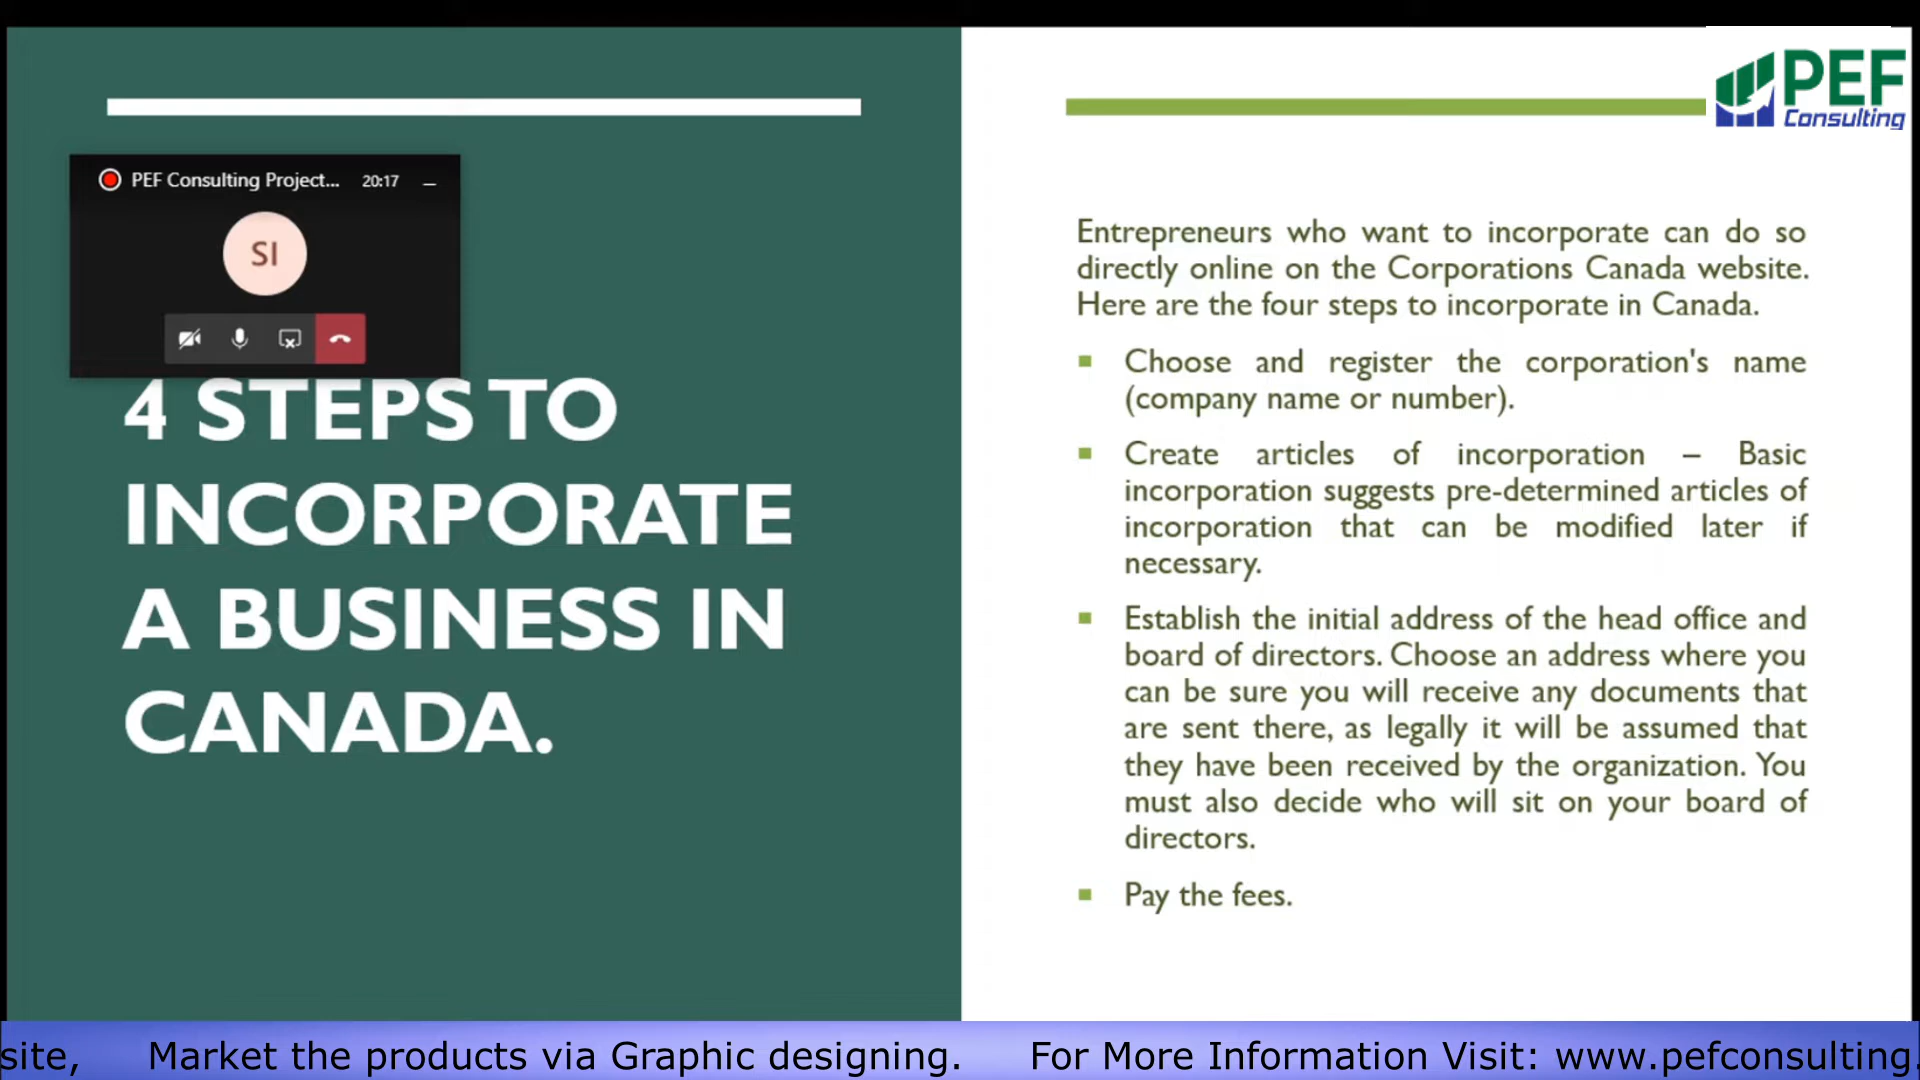 PEF
Consulting
PEF Consulting Project... 20:17
SI
4 STEPS TO
INCORPORATE
A BUSINESS IN
CANADA.
Entrepreneurs who want to incorporate can do so
directly online on the Corporations Canada website.
Here are the four steps to incorporate in Canada.
Choose and register the corporation's name
(company name or number).
Create articles of incorporation – Basic
incorporation suggests pre-determined articles of
incorporation that can be modified later if
necessary.
Establish the initial address of the head office and
board of directors. Choose an address where you
can be sure you will receive any documents that
are sent there, as legally it will be assumed that
they have been received by the organization. You
must also decide who will sit on your board of
directors.
Pay the fees.
site, Market the products via Graphic designing. For More Information Visit: www.pefconsulting.